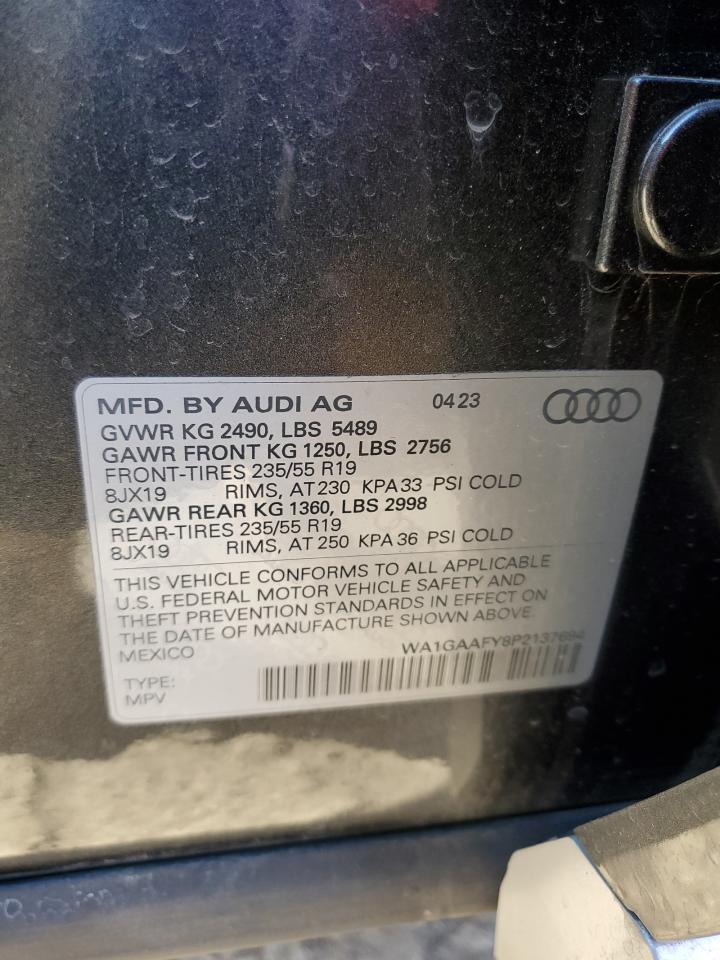 MFD. BY AUDI AG 04 23
GVWR KG 2490, LBS 5489
GAWR FRONT KG 1250, LBS 2756
FRONT-TIRES 235/55 R19
8JX19 RIMS, AT 230 KPA 33 PSI COLD
GAWR REAR KG 1360, LBS 2998
REAR-TIRES 235/55 R19
8JX19 RIMS, AT 250 KPA 36 PSI COLD
THIS VEHICLE CONFORMS TO ALL APPLICABLE
U.S. FEDERAL MOTOR VEHICLE SAFETY AND
THEFT PREVENTION STANDARDS IN EFFECT ON
THE DATE OF MANUFACTURE SHOWN ABOVE.
MEXICO WA1GAAFY8P2137694
TYPE:
MPV